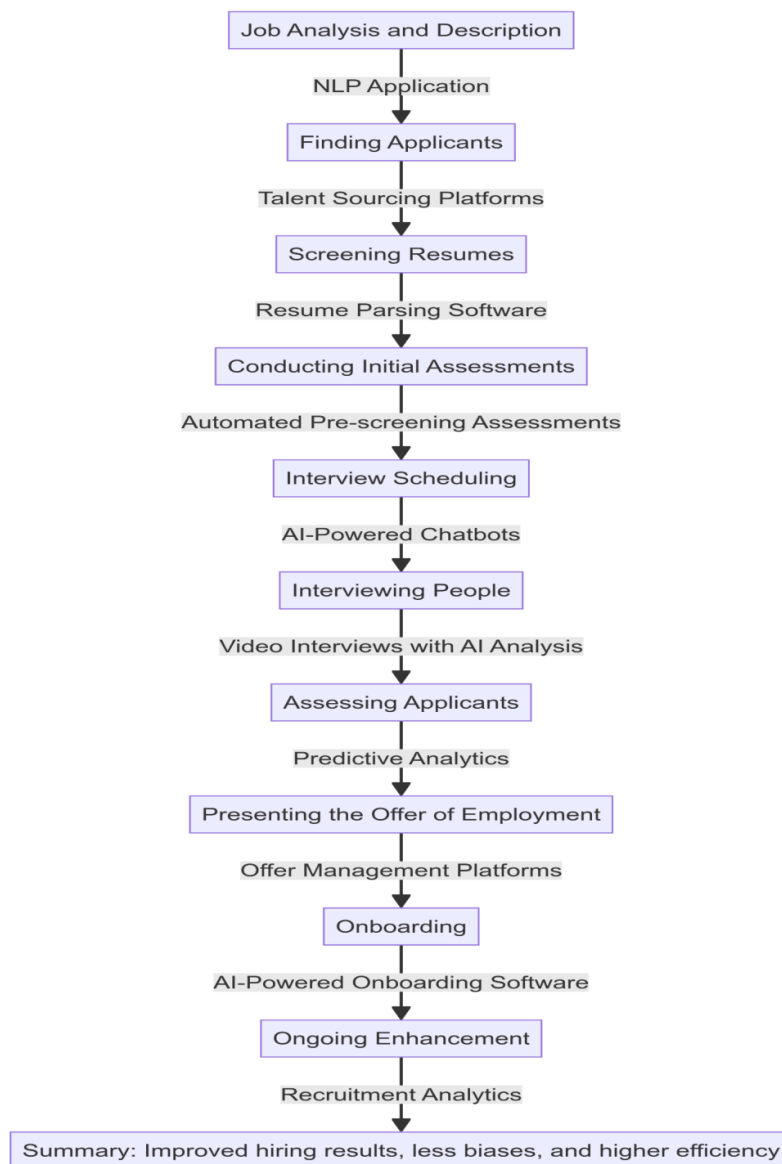 Job Analysis and Description
NLP Application
Finding Applicants
Talent Sourcing Platforms
Screening Resumes
Resume Parsing Software
Conducting Initial Assessments
Automated Pre-screening Assessments
Interview Scheduling
AI-Powered Chatbots
Interviewing People
Video Interviews with AI Analysis
Assessing Applicants
Predictive Analytics
Presenting the Offer of Employment
Offer Management Platforms
Onboarding
AI-Powered Onboarding Software
Ongoing Enhancement
Recruitment Analytics
Summary: Improved hiring results, less biases, and higher efficiency